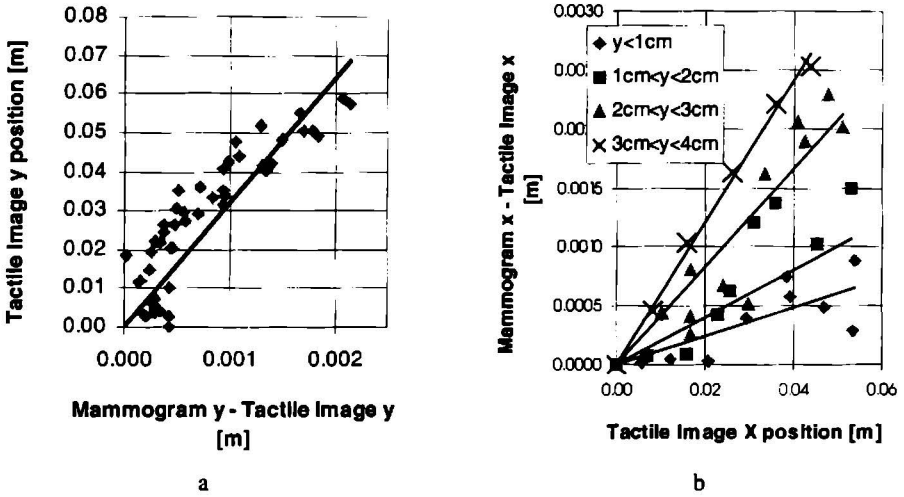 0.08
0.07
0.06
0.05
0.04
0.03
0.02
0.01
0.00
Tactile Image y position [m]
0.000 0.001 0.002
Mammogram y - Tactile Image y
[m]
a
0.0030
0.0015
0.0010
0.0005
0.0000
Mammogram x - Tactile Image x
[m]
y<1cm
1cm<y<2cm
2cm<y<3cm
3cm<y<4cm
0.00 0.02 0.04 0.06
Tactile Image X position [m]
b